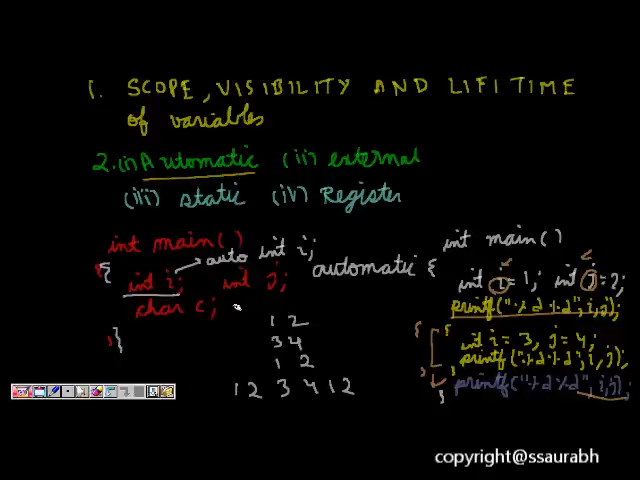 1. SCOPE, VISIBILITY AND LIFITIME
of variables
2.(i) Automatic (ii) external
(iii) static (iv) Register
int main()
{ int i; auto int i; int j; automatic
char c;
}
1 2
3 4
1 2
1 2 3 4 1 2
int main()
{
int i=1; int j=2;
printf("%d%d",i,j);
{
{ int i=3, j=4;
printf("%d%d",i,j);
} }
printf("%d%d",i,j);
}
copyright@ssaurabh